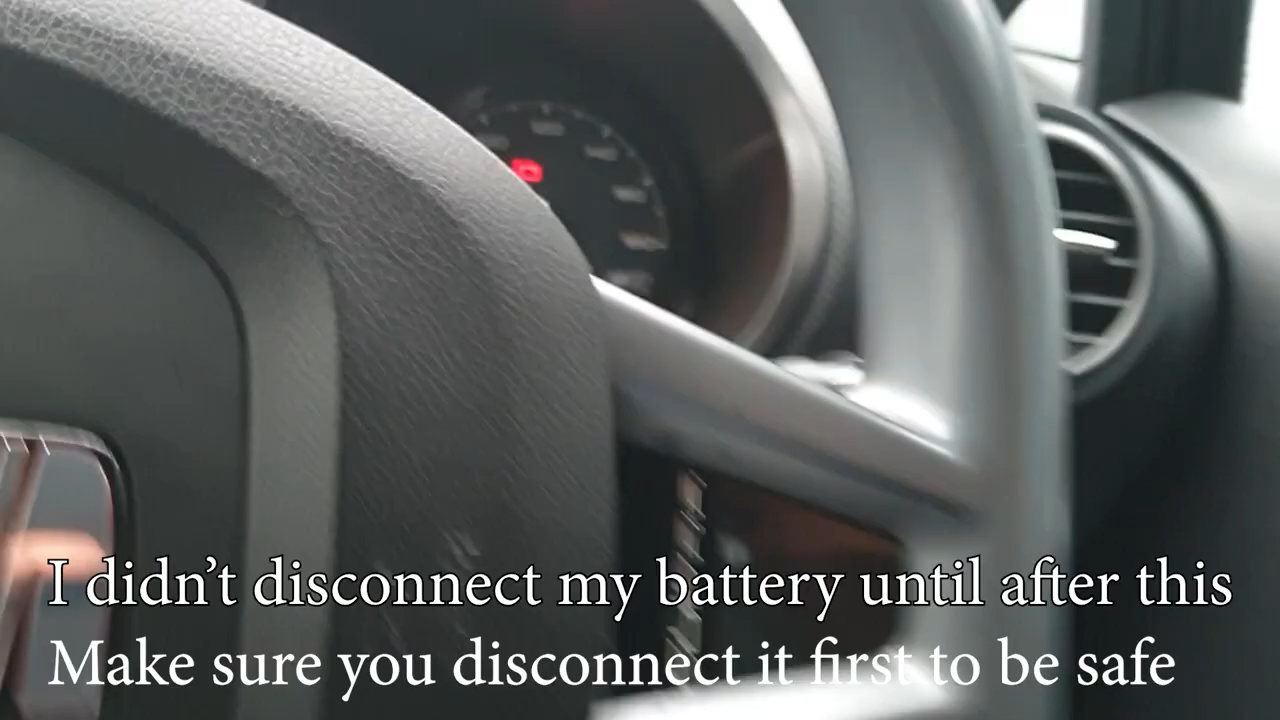 I didn’t disconnect my battery until after this
Make sure you disconnect it first to be safe